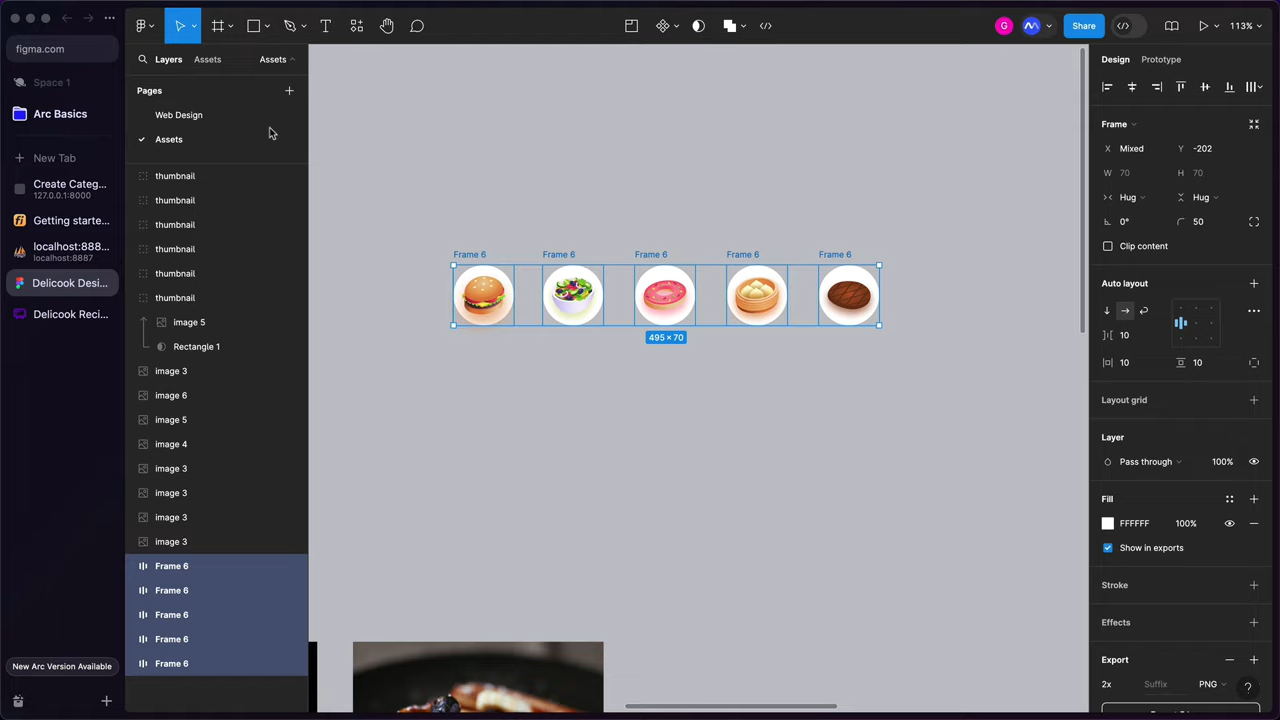 figma.com
Space 1
Arc Basics
New Tab
Create Categ...
127.0.0.1:8000
Getting starte...
localhost:888...
localhost:8887
Delicook Desi...
Delicook Reci...
New Arc Version Available
Share
G
113%
Layers
Assets
Assets
Pages
Web Design
Assets
thumbnail
thumbnail
thumbnail
thumbnail
thumbnail
thumbnail
image 5
Rectangle 1
image 3
image 6
image 5
image 4
image 3
image 3
image 3
image 3
Frame 6
Frame 6
Frame 6
Frame 6
Frame 6
Frame 6
Frame 6
Frame 6
Frame 6
Frame 6
495 × 70
Design
Prototype
Frame
X Mixed
Y -202
W 70
H 70
Hug
Hug
0°
50
Clip content
Auto layout
10
10
10
Layout grid
Layer
Pass through
100%
Fill
FFFFFF
100%
Show in exports
Stroke
Effects
Export
2x
Suffix
PNG
?